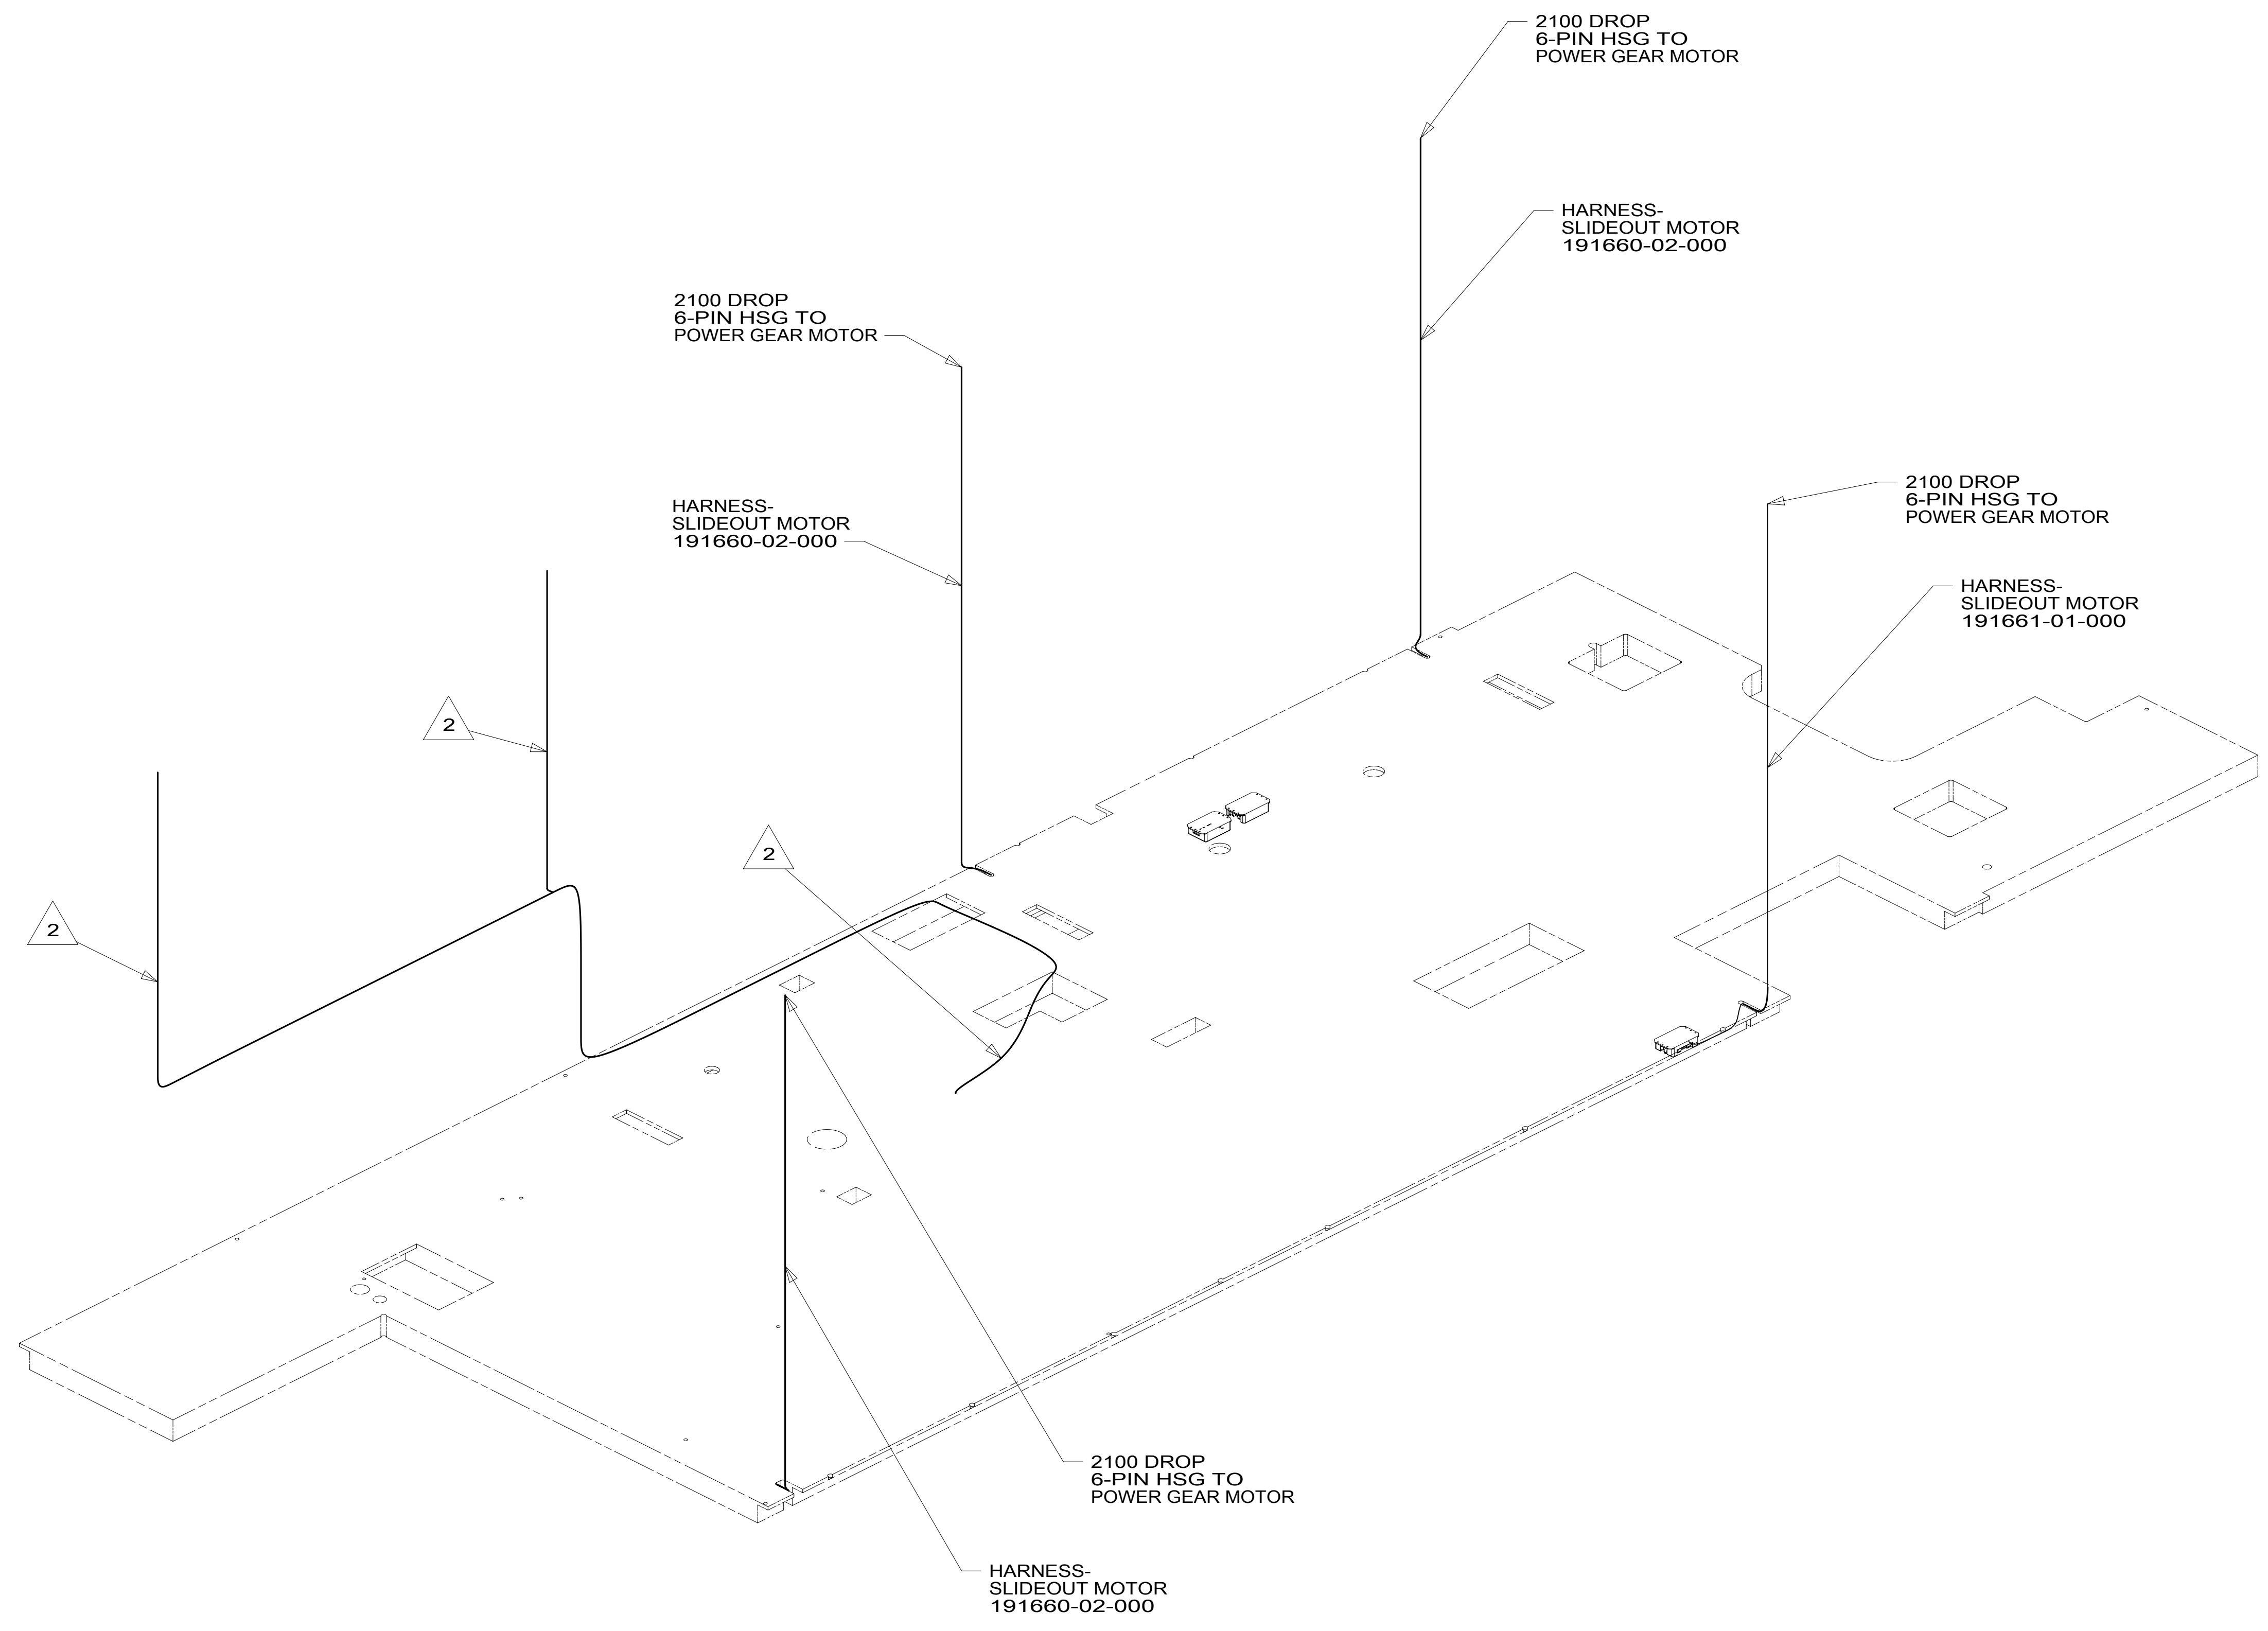 2100 DROP
6-PIN HSG TO
POWER GEAR MOTOR
HARNESS-
SLIDEOUT MOTOR
191660-02-000
2100 DROP
6-PIN HSG TO
POWER GEAR MOTOR
HARNESS-
SLIDEOUT MOTOR
191660-02-000
2100 DROP
6-PIN HSG TO
POWER GEAR MOTOR
HARNESS-
SLIDEOUT MOTOR
191661-01-000
2
2
2
2100 DROP
6-PIN HSG TO
POWER GEAR MOTOR
HARNESS-
SLIDEOUT MOTOR
191660-02-000